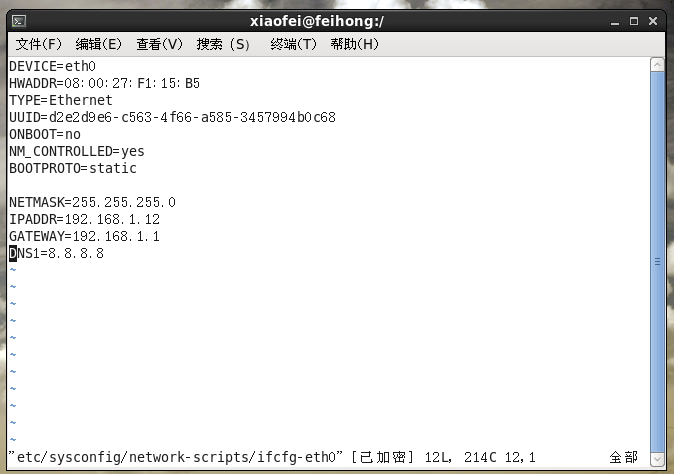 xiaofei@feihong:/
文件(F) 编辑(E) 查看(V) 搜索 (S) 终端(T) 帮助(H)
DEVICE=eth0
HWADDR=08:00:27:F1:15:B5
TYPE=Ethernet
UUID=d2e2d9e6-c563-4f66-a585-3457994b0c68
ONBOOT=no
NM_CONTROLLED=yes
BOOTPROTO=static
NETMASK=255.255.255.0
IPADDR=192.168.1.12
GATEWAY=192.168.1.1
DNS1=8.8.8.8
~
~
~
~
~
~
~
~
~
~
~
"etc/sysconfig/network-scripts/ifcfg-eth0" [已加密] 12L, 214C 12,1 全部